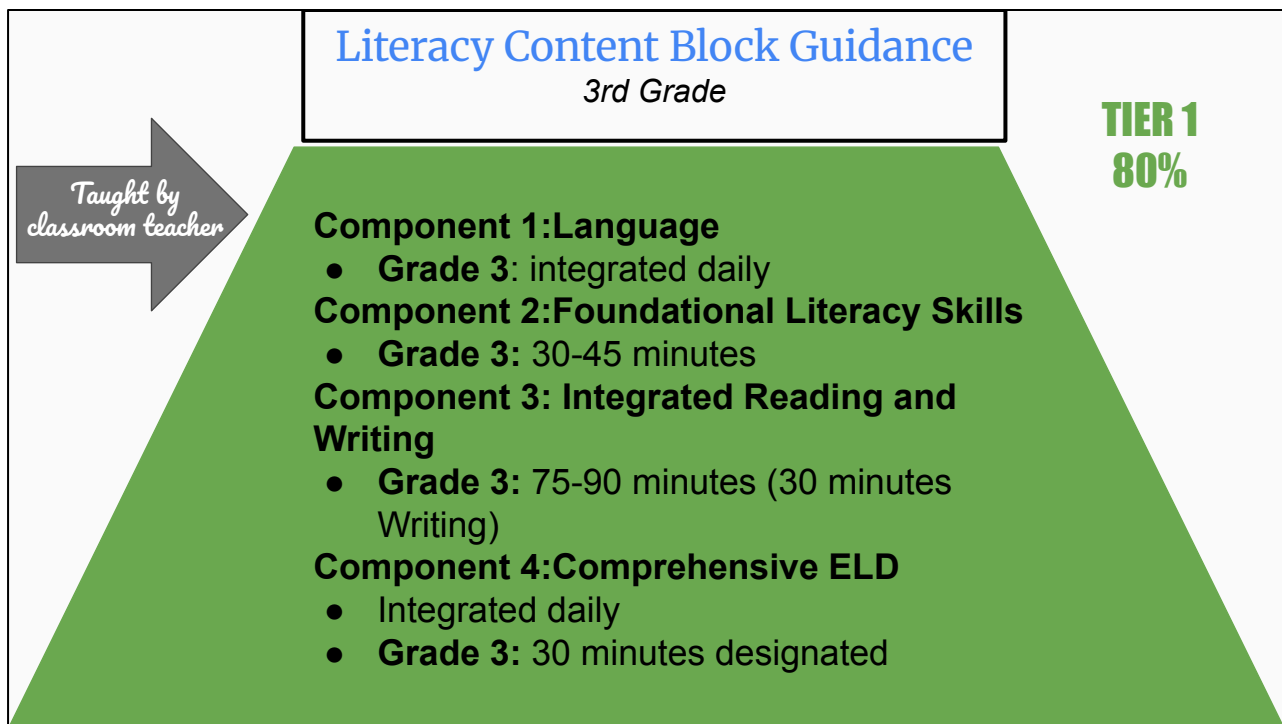 Literacy Content Block Guidance
3rd Grade
TIER 1
80%
Taught by
classroom teacher
Component 1:Language
● Grade 3: integrated daily
Component 2:Foundational Literacy Skills
● Grade 3: 30-45 minutes
Component 3: Integrated Reading and
Writing
● Grade 3: 75-90 minutes (30 minutes
Writing)
Component 4:Comprehensive ELD
● Integrated daily
● Grade 3: 30 minutes designated